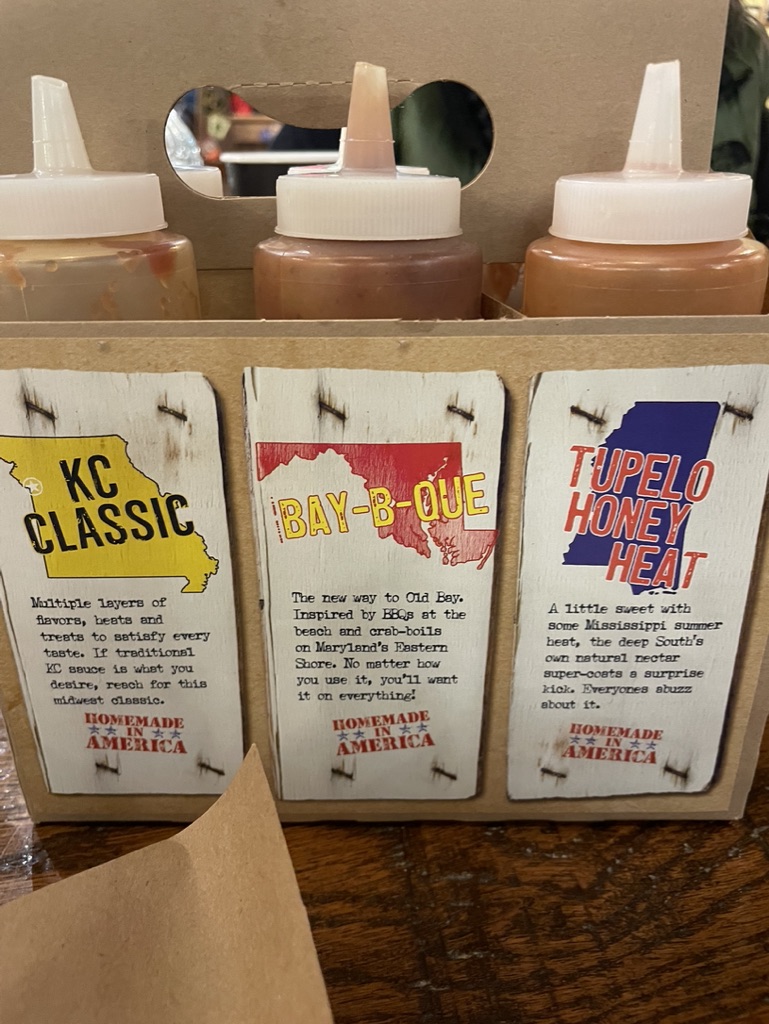 KC
CLASSIC
Multiple layers of
flavors, heats and
treats to satisfy every
taste. If traditional
KC sauce is what you
desire, reach for this
midwest classic.
HOMEMADE
IN
AMERICA
BAY-B-QUE
The new way to Old Bay.
Inspired by BBQs at the
beach and crab-boils
on Maryland's Eastern
Shore. No matter how
you use it, you'll want
it on everything!
HOMEMADE
IN
AMERICA
TUPELO
HONEY
HEAT
A little sweet with
some Mississippi summer
heat, the deep South's
own natural nectar
super-coats a surprise
kick. Everyones abuzz
about it.
HOMEMADE
IN
AMERICA